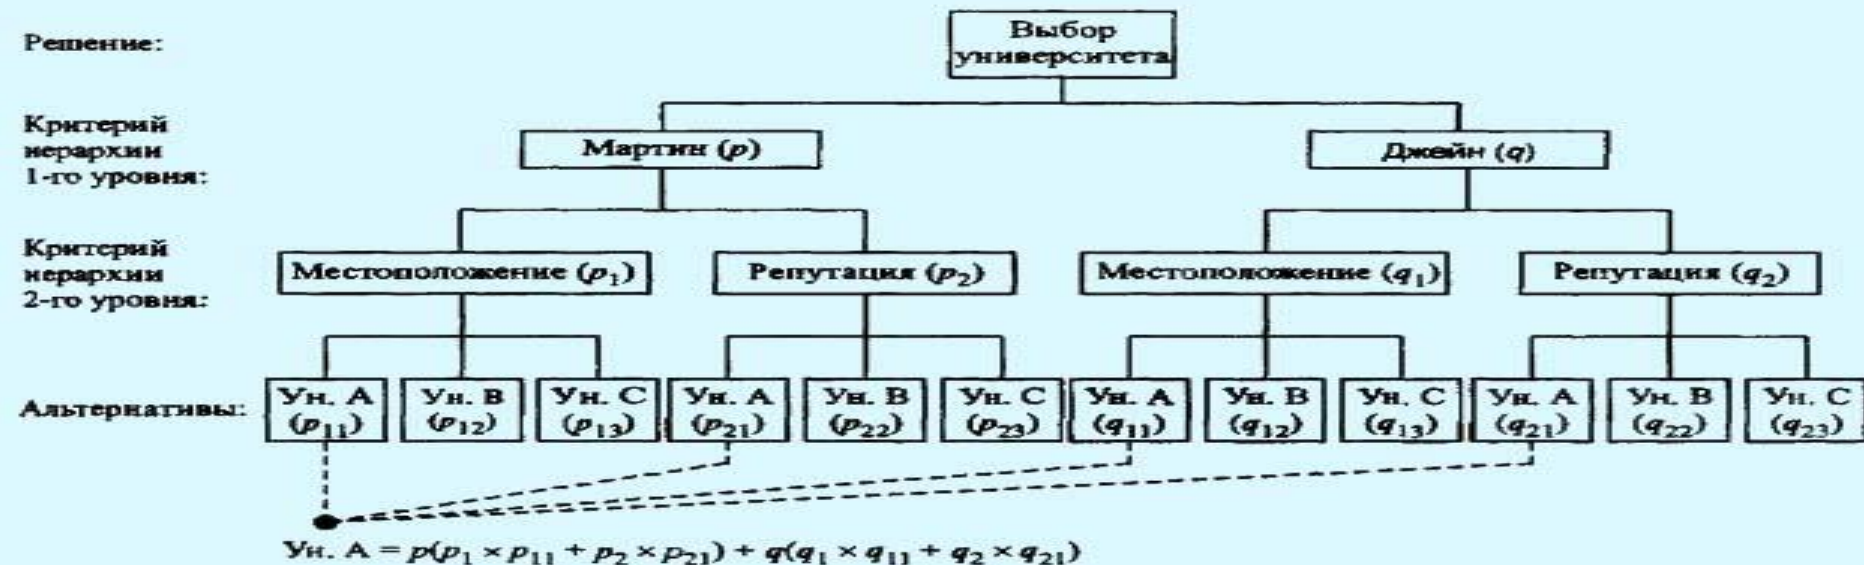 Решение:
Выбор
университета
Критерий
иерархии
1-го уровня:
Мартин (p)
Джейн (q)
Критерий
иерархии
2-го уровня:
Местоположение (p₁)
Репутация (p₂)
Местоположение (q₁)
Репутация (q₂)
Альтернативы:
Ун. A
(p₁₁)
Ун. B
(p₁₂)
Ун. C
(p₁₃)
Ун. A
(p₂₁)
Ун. B
(p₂₂)
Ун. C
(p₂₃)
Ун. A
(q₁₁)
Ун. B
(q₁₂)
Ун. C
(q₁₃)
Ун. A
(q₂₁)
Ун. B
(q₂₂)
Ун. C
(q₂₃)
Ун. A = p(p₁ × p₁₁ + p₂ × p₂₁) + q(q₁ × q₁₁ + q₂ × q₂₁)